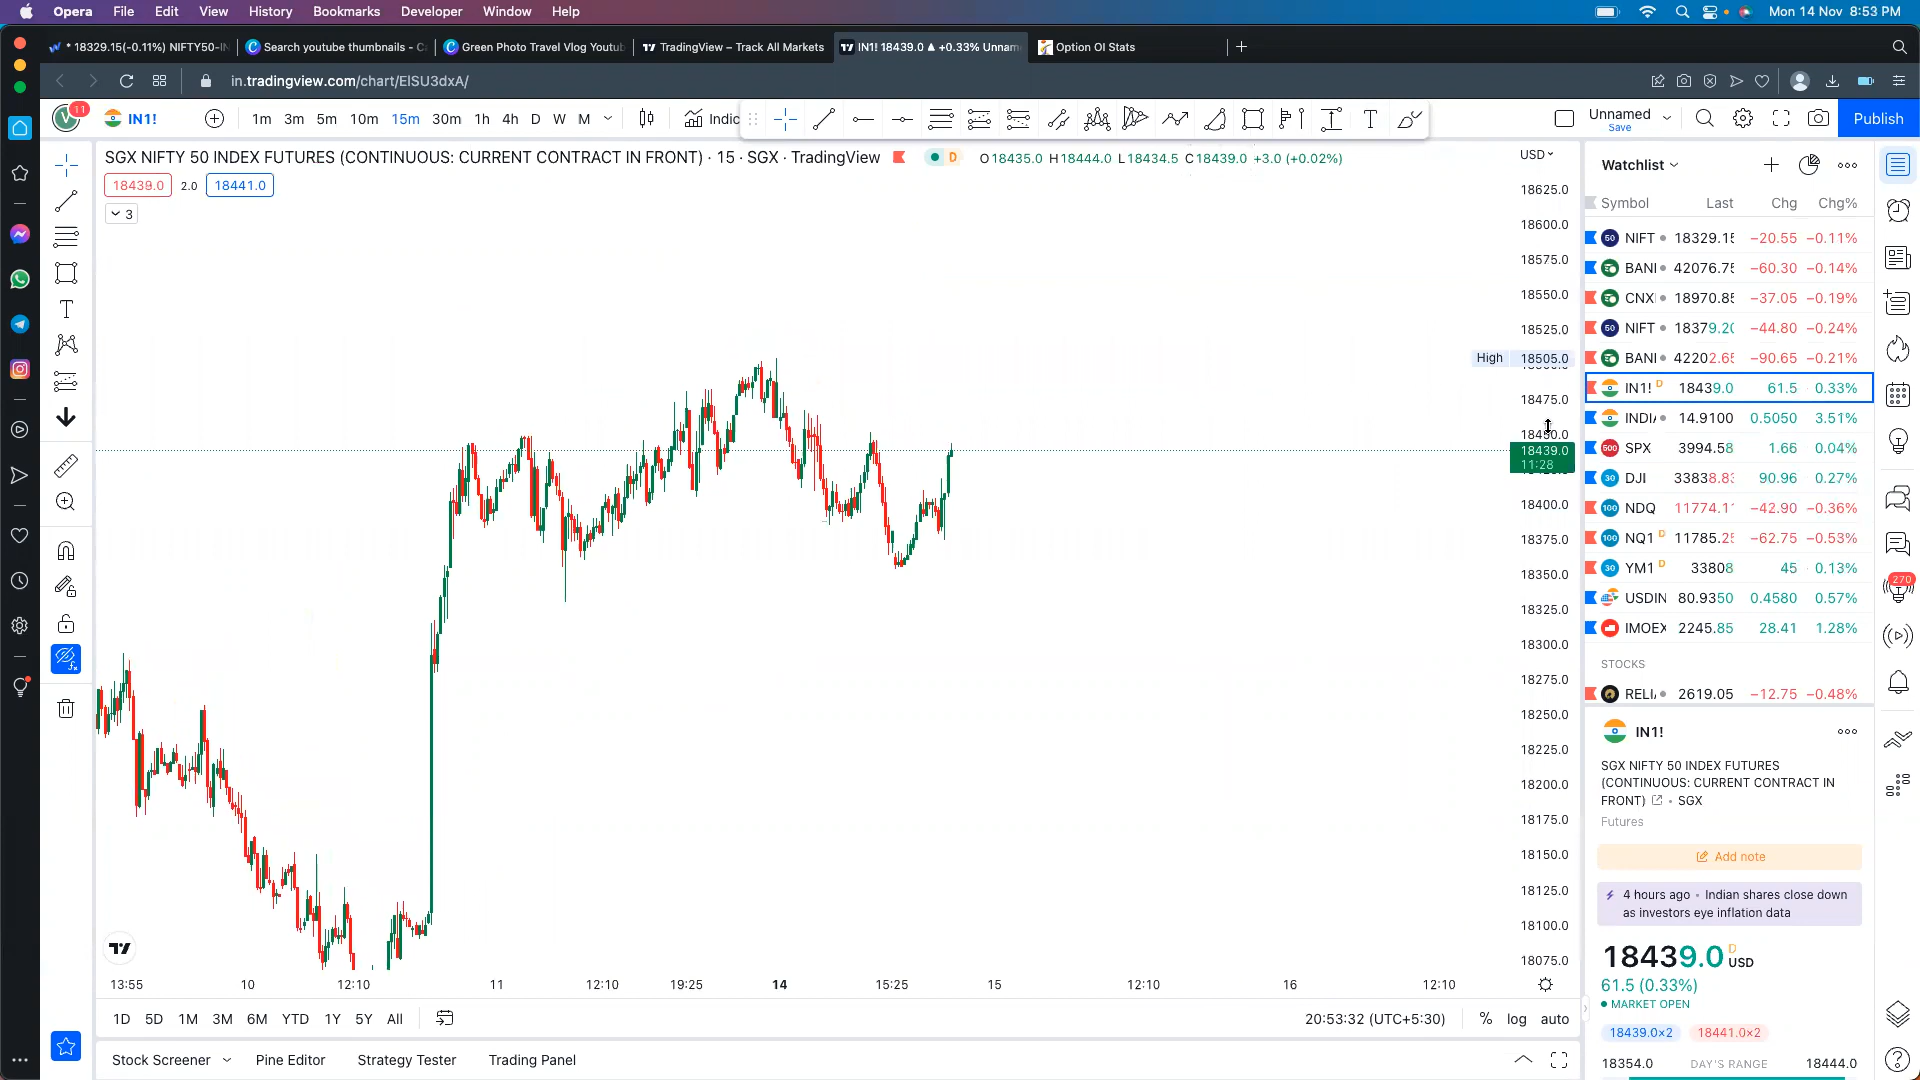 Opera File Edit View History Bookmarks Developer Window Help Mon 14 Nov 8:53 PM
* 18329.15(-0.11%) NIFTY50-IN Search youtube thumbnails - Ca Green Photo Travel Vlog Youtub TradingView – Track All Markets IN1! 18439.0 ▲ +0.33% Unnam Option OI Stats
in.tradingview.com/chart/EISU3dxA/
V 11 IN1! 1m 3m 5m 10m 15m 30m 1h 4h D W M Indic T Unnamed Save Publish
SGX NIFTY 50 INDEX FUTURES (CONTINUOUS: CURRENT CONTRACT IN FRONT) · 15 · SGX · TradingView D O18435.0 H18444.0 L18434.5 C18439.0 +3.0 (+0.02%)
18439.0 2.0 18441.0
3
USD
18625.0
18600.0
18575.0
18550.0
18525.0
High 18505.0
18475.0
18450.0
18439.0
11:28
18400.0
18375.0
18350.0
18325.0
18300.0
18275.0
18250.0
18225.0
18200.0
18175.0
18150.0
18125.0
18100.0
18075.0
13:55 10 12:10 11 12:10 19:25 14 15:25 15 12:10 16 12:10
1D 5D 1M 3M 6M YTD 1Y 5Y All 20:53:32 (UTC+5:30) % log auto
Stock Screener Pine Editor Strategy Tester Trading Panel
Watchlist
Symbol Last Chg Chg%
50 NIFT 18329.15 −20.55 −0.11%
BANI 42076.75 −60.30 −0.14%
CNX 18970.85 −37.05 −0.19%
50 NIFT 18379.20 −44.80 −0.24%
BANI 42202.65 −90.65 −0.21%
IN1! D 18439.0 61.5 0.33%
INDIA 14.9100 0.5050 3.51%
500 SPX 3994.58 1.66 0.04%
30 DJI 33838.83 90.96 0.27%
100 NDQ 11774.1 −42.90 −0.36%
100 NQ1 D 11785.25 −62.75 −0.53%
30 YM1 D 33808 45 0.13%
USDIN 80.9350 0.4580 0.57%
IMOEX 2245.85 28.41 1.28%
STOCKS
RELI 2619.05 −12.75 −0.48%
270
IN1!
SGX NIFTY 50 INDEX FUTURES
(CONTINUOUS: CURRENT CONTRACT IN
FRONT) • SGX
Futures
Add note
4 hours ago • Indian shares close down
as investors eye inflation data
18439.0 D USD
61.5 (0.33%)
MARKET OPEN
18439.0×2 18441.0×2
18354.0 DAY'S RANGE 18444.0